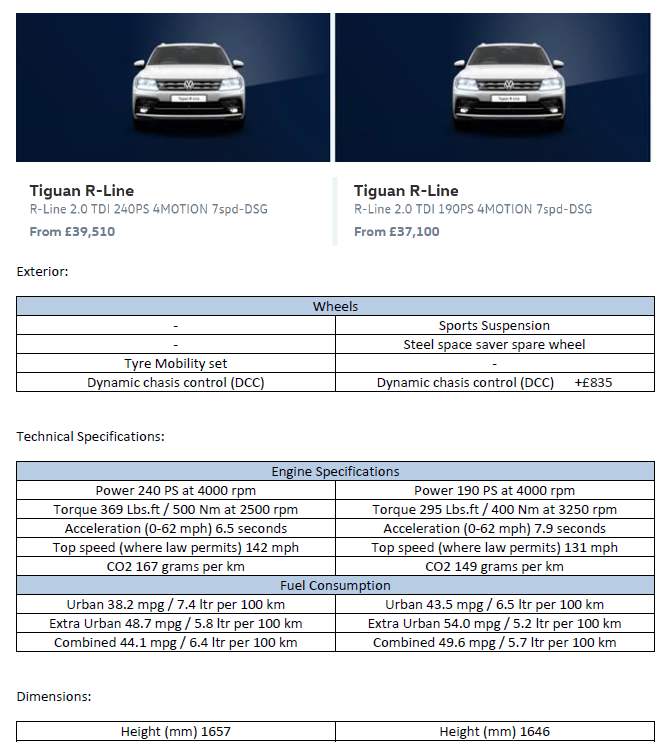 Tiguan R-Line
R-Line 2.0 TDI 240PS 4MOTION 7spd-DSG
From £39,510
Tiguan R-Line
R-Line 2.0 TDI 190PS 4MOTION 7spd-DSG
From £37,100
Exterior:
Wheels
- Sports Suspension
- Steel space saver spare wheel
Tyre Mobility set -
Dynamic chasis control (DCC) Dynamic chasis control (DCC) +£835
Technical Specifications:
Engine Specifications
Power 240 PS at 4000 rpm Power 190 PS at 4000 rpm
Torque 369 Lbs.ft / 500 Nm at 2500 rpm Torque 295 Lbs.ft / 400 Nm at 3250 rpm
Acceleration (0-62 mph) 6.5 seconds Acceleration (0-62 mph) 7.9 seconds
Top speed (where law permits) 142 mph Top speed (where law permits) 131 mph
CO2 167 grams per km CO2 149 grams per km
Fuel Consumption
Urban 38.2 mpg / 7.4 ltr per 100 km Urban 43.5 mpg / 6.5 ltr per 100 km
Extra Urban 48.7 mpg / 5.8 ltr per 100 km Extra Urban 54.0 mpg / 5.2 ltr per 100 km
Combined 44.1 mpg / 6.4 ltr per 100 km Combined 49.6 mpg / 5.7 ltr per 100 km
Dimensions:
Height (mm) 1657 Height (mm) 1646